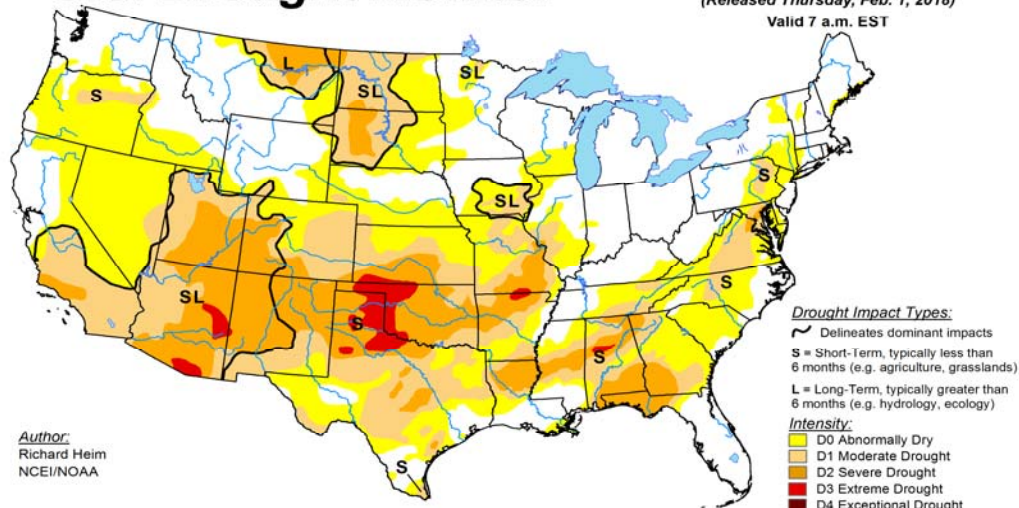 (Released Thursday, Feb. 1, 2018)
Valid 7 a.m. EST
L
SL
SL
S
S
SL
S
SL
S
S
S
Drought Impact Types:
Delineates dominant impacts
S = Short-Term, typically less than
6 months (e.g. agriculture, grasslands)
L = Long-Term, typically greater than
6 months (e.g. hydrology, ecology)
Intensity:
D0 Abnormally Dry
D1 Moderate Drought
D2 Severe Drought
D3 Extreme Drought
D4 Exceptional Drought
Author:
Richard Heim
NCEI/NOAA
S